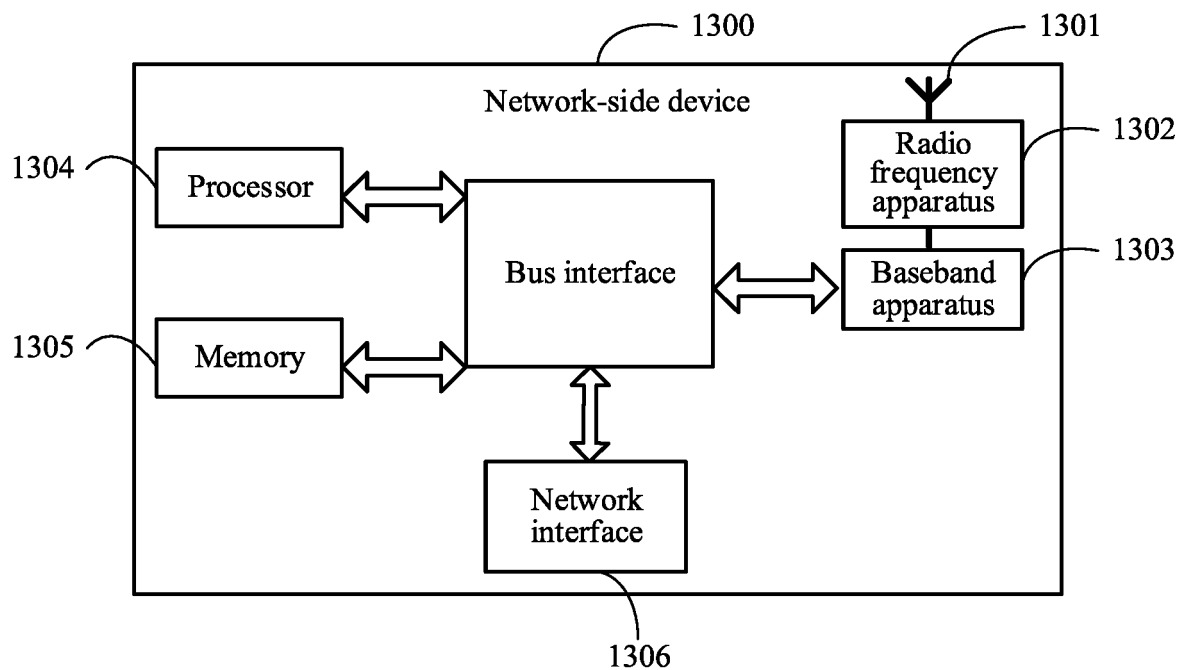 1300
1301
Network-side device
1302
Radio
frequency
apparatus
1304
Processor
1303
Bus interface
Baseband
apparatus
1305
Memory
Network
interface
1306